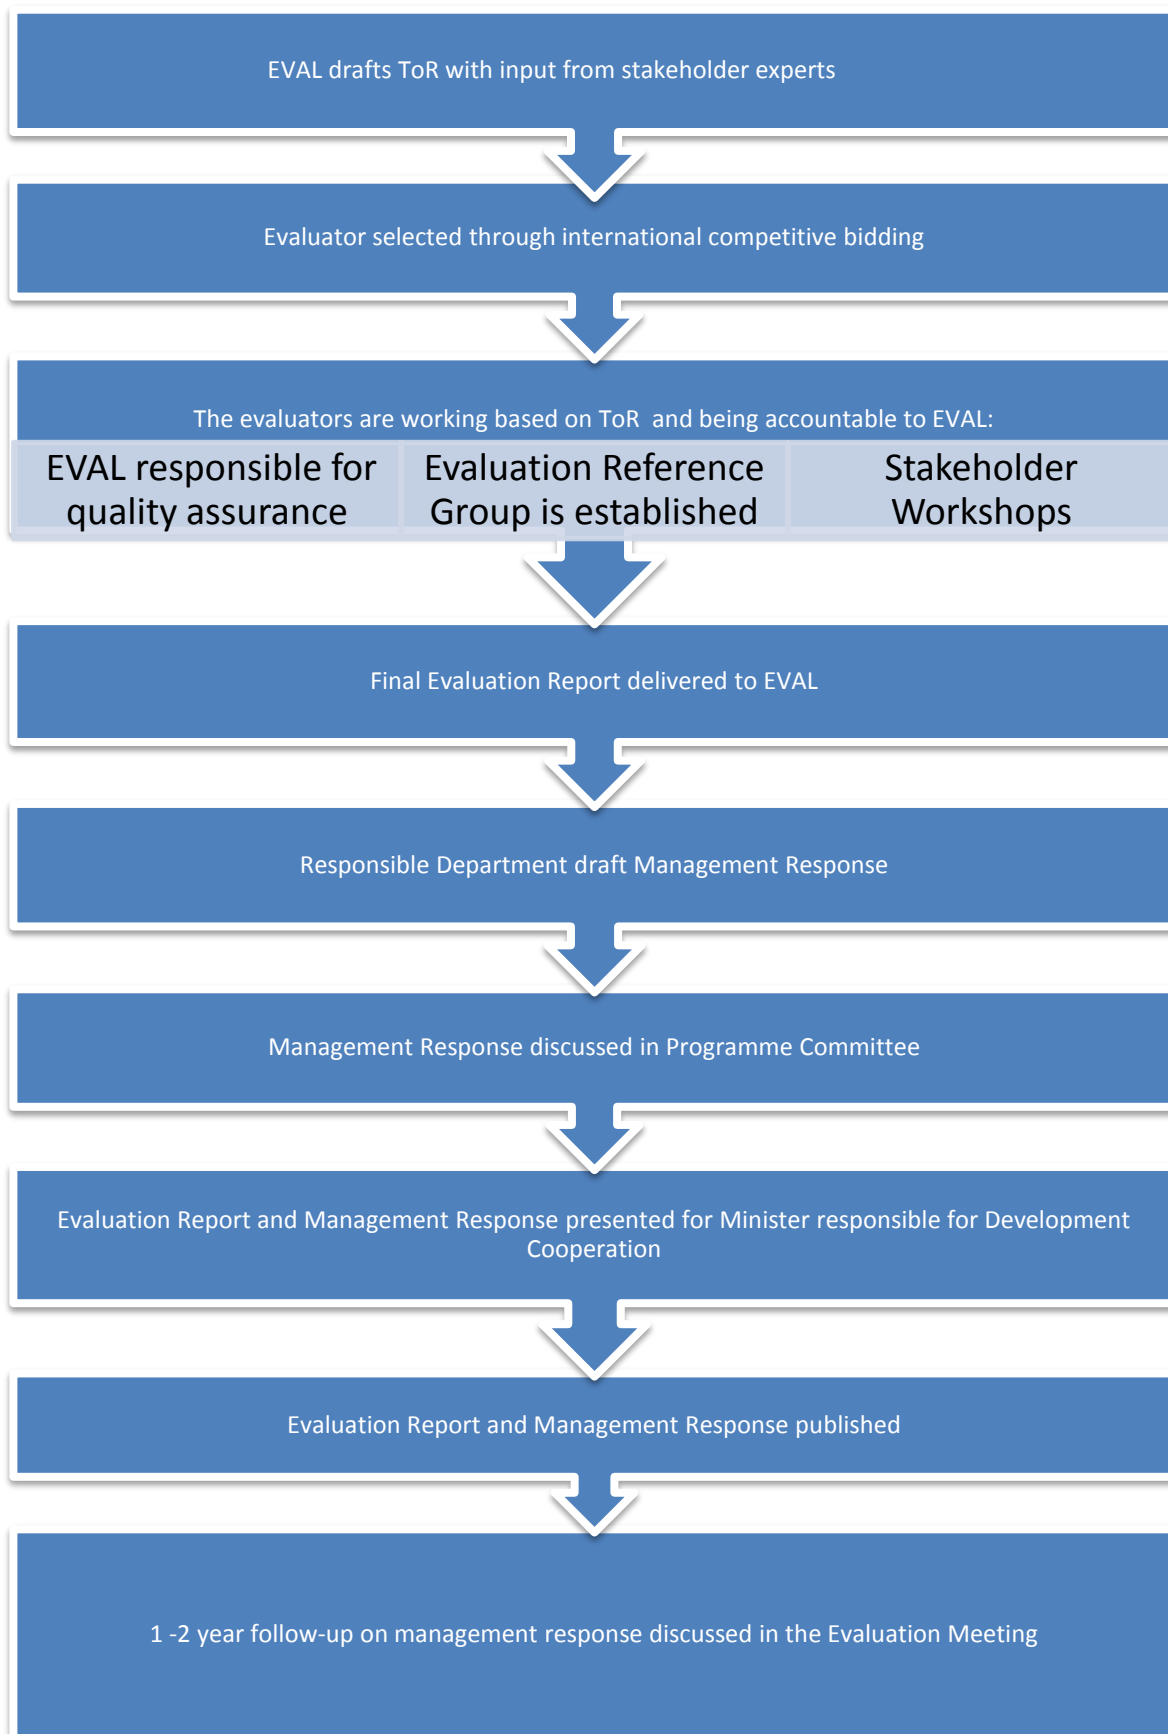 EVAL drafts ToR with input from stakeholder experts
Evaluator selected through international competitive bidding
The evaluators are working based on ToR  and being accountable to EVAL:
EVAL responsible for
quality assurance
Evaluation Reference
Group is established
Stakeholder
Workshops
Final Evaluation Report delivered to EVAL
Responsible Department draft Management Response
Management Response discussed in Programme Committee
Evaluation Report and Management Response presented for Minister responsible for Development
Cooperation
Evaluation Report and Management Response published
1 -2 year follow-up on management response discussed in the Evaluation Meeting